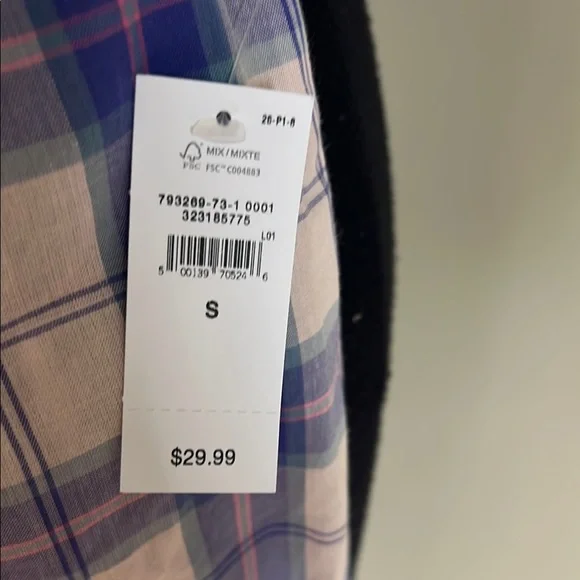 26-P1-8
MIX/MIXTE
FSC FSC™ C004883
793269-73-1 0001
323185775
L01
5 00139 70524 6
S
$29.99